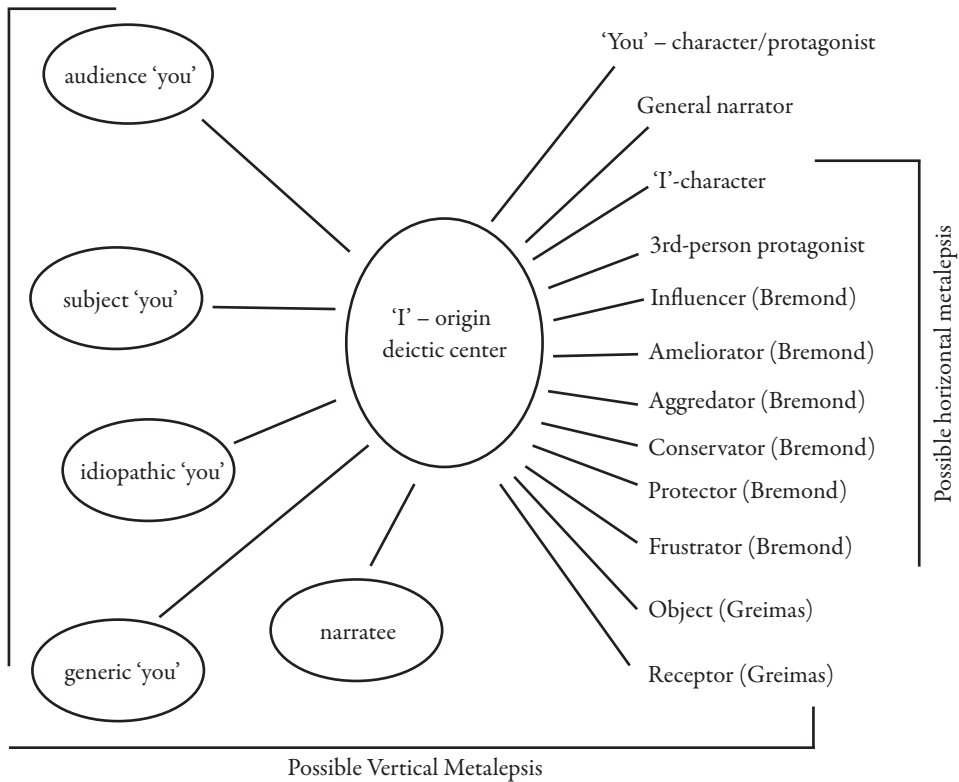 audience ‘you’
subject ‘you’
idiopathic ‘you’
generic ‘you’
narratee
‘I’ – origin
deictic center
‘You’ – character/protagonist
General narrator
‘I’-character
3rd-person protagonist
Influencer (Bremond)
Ameliorator (Bremond)
Aggredator (Bremond)
Conservator (Bremond)
Protector (Bremond)
Frustrator (Bremond)
Object (Greimas)
Receptor (Greimas)
Possible horizontal metalepsis
Possible Vertical Metalepsis